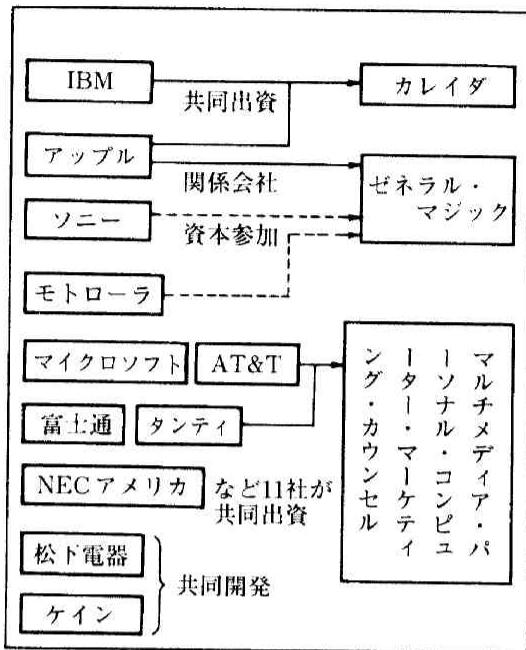 IBM
カレイダ
共同出資
アップル
関係会社
ゼネラル・
マジック
ソニー
資本参加
モトローラ
マイクロソフト
AT&T
富士通
タンティ
マルチメディア・パ
ーソナル・コンピュ
ーター・マーケティ
ング・カウンセル
NECアメリカ
など11社が
共同出資
松下電器
共同開発
ケイン